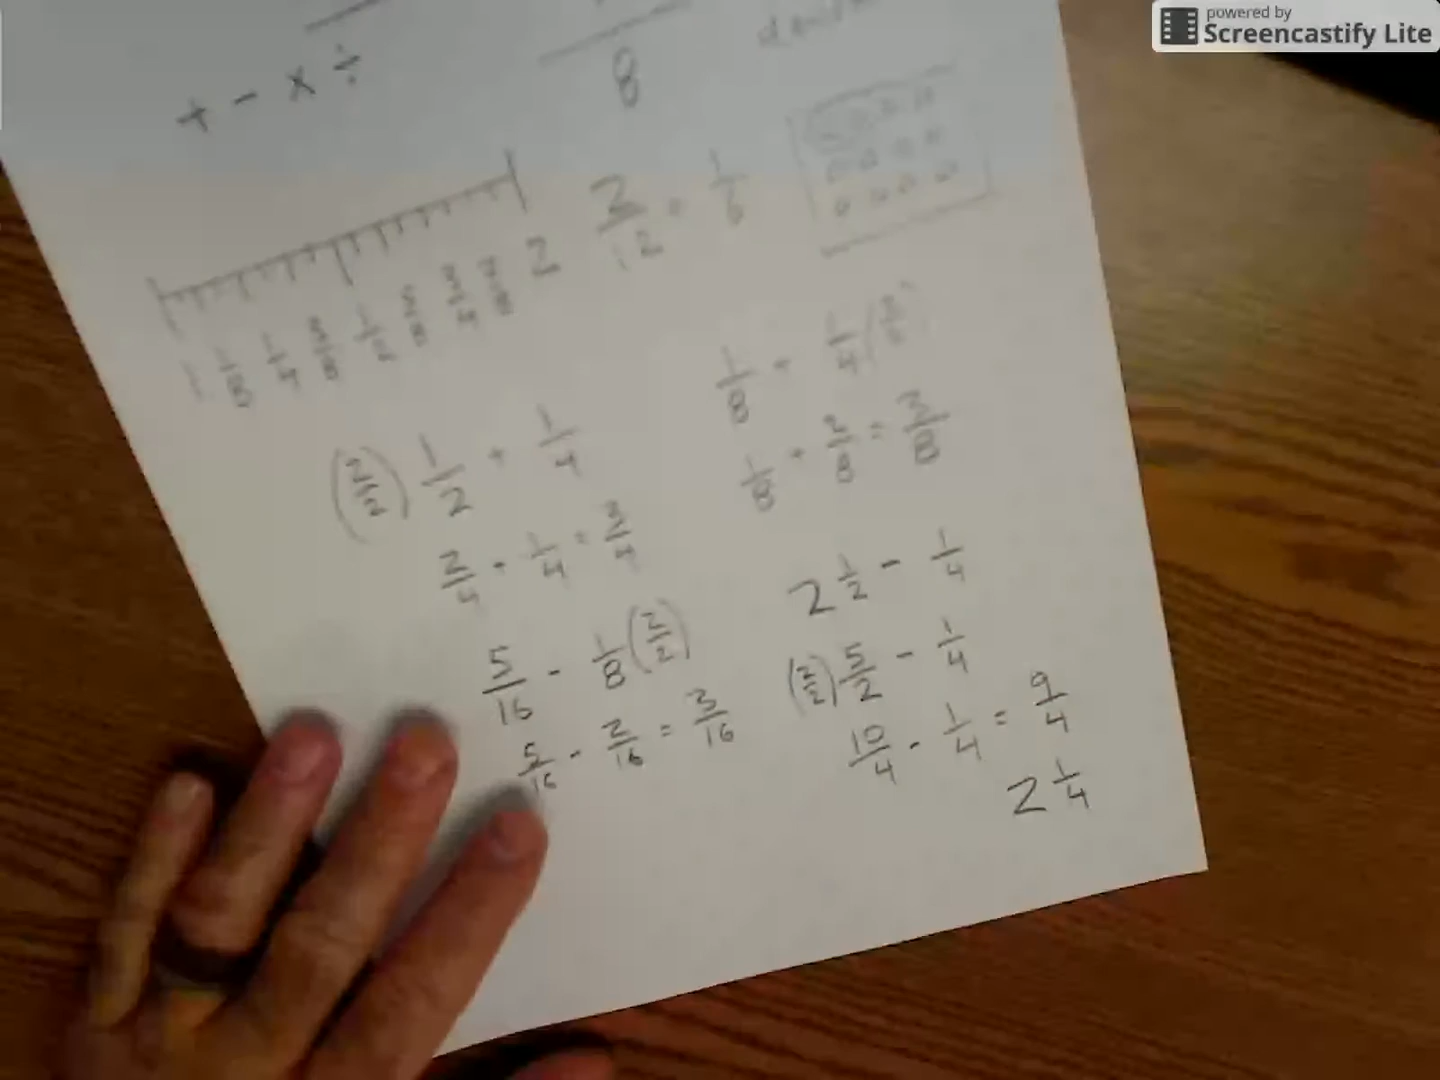 powered by
Screencastify Lite
+ - x ÷
8
2/12 = 1/6
1 1/8 1/4 3/8 1/2 5/8 3/4 7/8 2
(2/2) 1/2 + 1/4
2/4 + 1/4 = 3/4
1/8 + 1/4 (2/2)
1/8 + 2/8 = 3/8
5/16 - 1/8 (2/2)
5/16 - 2/16 = 3/16
2 1/2 - 1/4
(2/2) 5/2 - 1/4
10/4 - 1/4 = 9/4
2 1/4